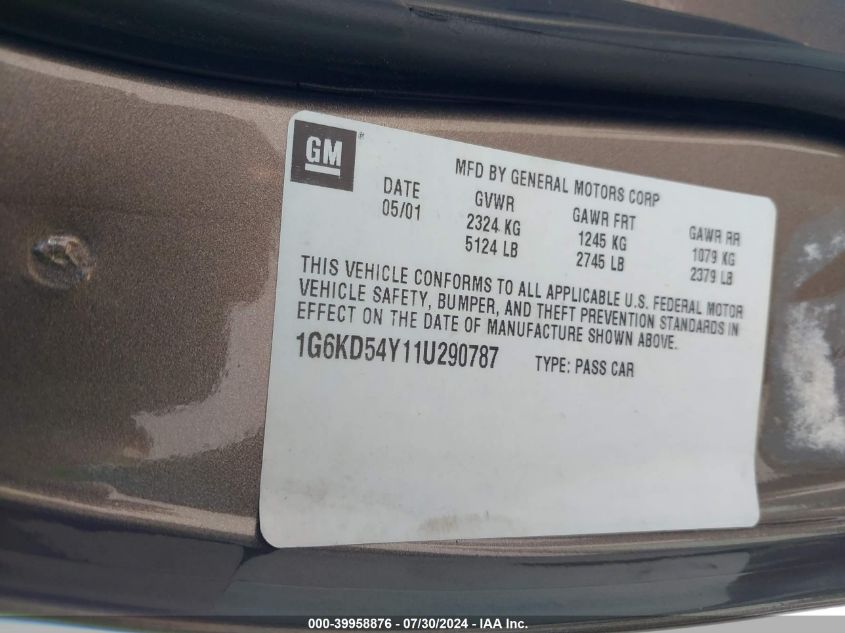 GM®
MFD BY GENERAL MOTORS CORP
DATE GVWR GAWR FRT GAWR RR
05/01 2324 KG 1245 KG 1079 KG
5124 LB 2745 LB 2379 LB
THIS VEHICLE CONFORMS TO ALL APPLICABLE U.S. FEDERAL MOTOR
VEHICLE SAFETY, BUMPER, AND THEFT PREVENTION STANDARDS IN
EFFECT ON THE DATE OF MANUFACTURE SHOWN ABOVE.
1G6KD54Y11U290787 TYPE: PASS CAR
000-39958876 - 07/30/2024 - IAA Inc.